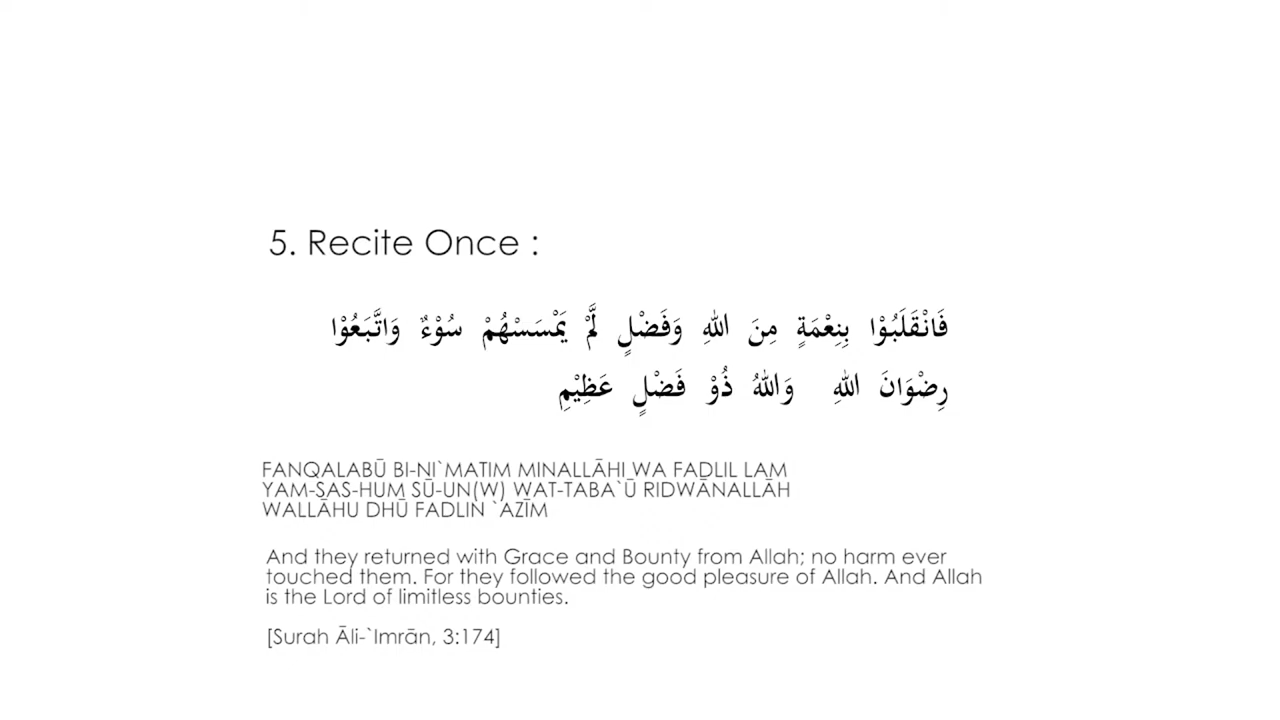 5. Recite Once :
فَانْقَلَبُوْا بِنِعْمَةٍ مِنَ اللهِ وَفَضْلٍ لَّمْ يَمْسَسْهُمْ سُوْءٌ وَاتَّبَعُوْا
رِضْوَانَ اللهِ وَاللهُ ذُوْ فَضْلٍ عَظِيْمِ
FANQALABŪ BI-NI`MATIM MINALLĀHI WA FADLIL LAM
YAM-SAS-HUM SŪ-UN(W) WAT-TABA`Ū RIDWĀNALLĀH
WALLĀHU DHŪ FADLIN `AZĪM
And they returned with Grace and Bounty from Allah; no harm ever
touched them. For they followed the good pleasure of Allah. And Allah
is the Lord of limitless bounties.
[Surah Āli-`Imrān, 3:174]